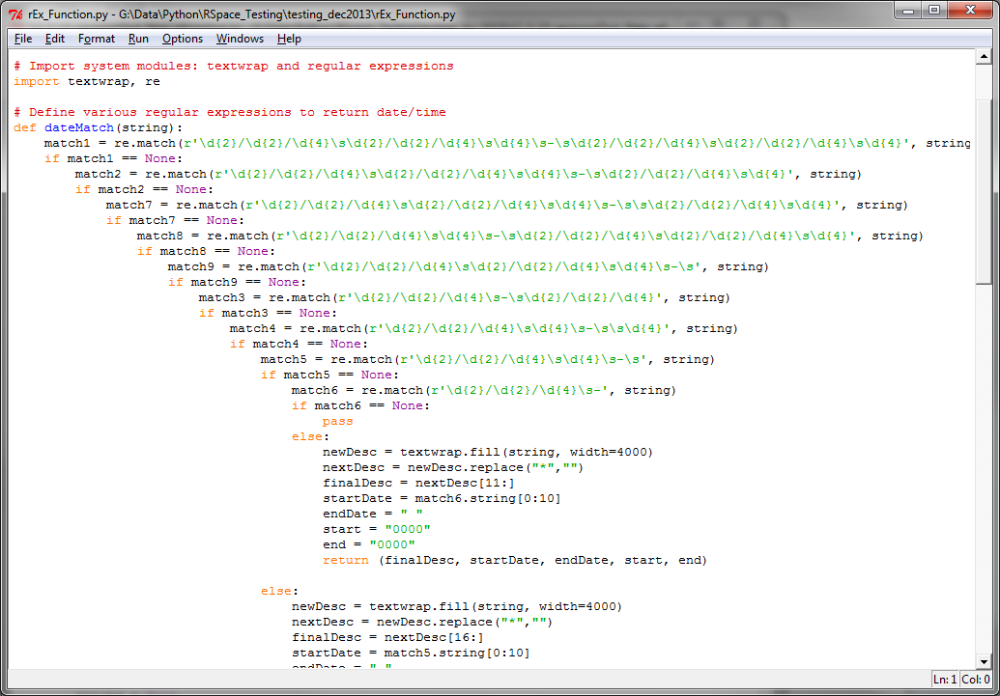 rEx_Function.py - G:\Data\Python\RSpace_Testing\testing_dec2013\rEx_Function.py
File Edit Format Run Options Windows Help
# Import system modules: textwrap and regular expressions
import textwrap, re
# Define various regular expressions to return date/time
def dateMatch(string):
match1 = re.match(r'\d{2}/\d{2}/\d{4}\s\d{2}/\d{2}/\d{4}\s\d{4}\s-\s\d{2}/\d{2}/\d{4}\s\d{2}/\d{2}/\d{4}\s\d{4}', string
if match1 == None:
match2 = re.match(r'\d{2}/\d{2}/\d{4}\s\d{2}/\d{2}/\d{4}\s\d{4}\s-\s\d{2}/\d{2}/\d{4}\s\d{4}', string)
if match2 == None:
match7 = re.match(r'\d{2}/\d{2}/\d{4}\s\d{2}/\d{2}/\d{4}\s\d{4}\s-\s\s\d{2}/\d{2}/\d{4}\s\d{4}', string)
if match7 == None:
match8 = re.match(r'\d{2}/\d{2}/\d{4}\s\d{4}\s-\s\d{2}/\d{2}/\d{4}\s\d{2}/\d{2}/\d{4}\s\d{4}', string)
if match8 == None:
match9 = re.match(r'\d{2}/\d{2}/\d{4}\s\d{2}/\d{2}/\d{4}\s\d{4}\s-\s', string)
if match9 == None:
match3 = re.match(r'\d{2}/\d{2}/\d{4}\s-\s\d{2}/\d{2}/\d{4}', string)
if match3 == None:
match4 = re.match(r'\d{2}/\d{2}/\d{4}\s\d{4}\s-\s\s\d{4}', string)
if match4 == None:
match5 = re.match(r'\d{2}/\d{2}/\d{4}\s\d{4}\s-\s', string)
if match5 == None:
match6 = re.match(r'\d{2}/\d{2}/\d{4}\s-', string)
if match6 == None:
pass
else:
newDesc = textwrap.fill(string, width=4000)
nextDesc = newDesc.replace("*","")
finalDesc = nextDesc[11:]
startDate = match6.string[0:10]
endDate = " "
start = "0000"
end = "0000"
return (finalDesc, startDate, endDate, start, end)
else:
newDesc = textwrap.fill(string, width=4000)
nextDesc = newDesc.replace("*","")
finalDesc = nextDesc[16:]
startDate = match5.string[0:10]
endDate = " "
Ln: 1 Col: 0